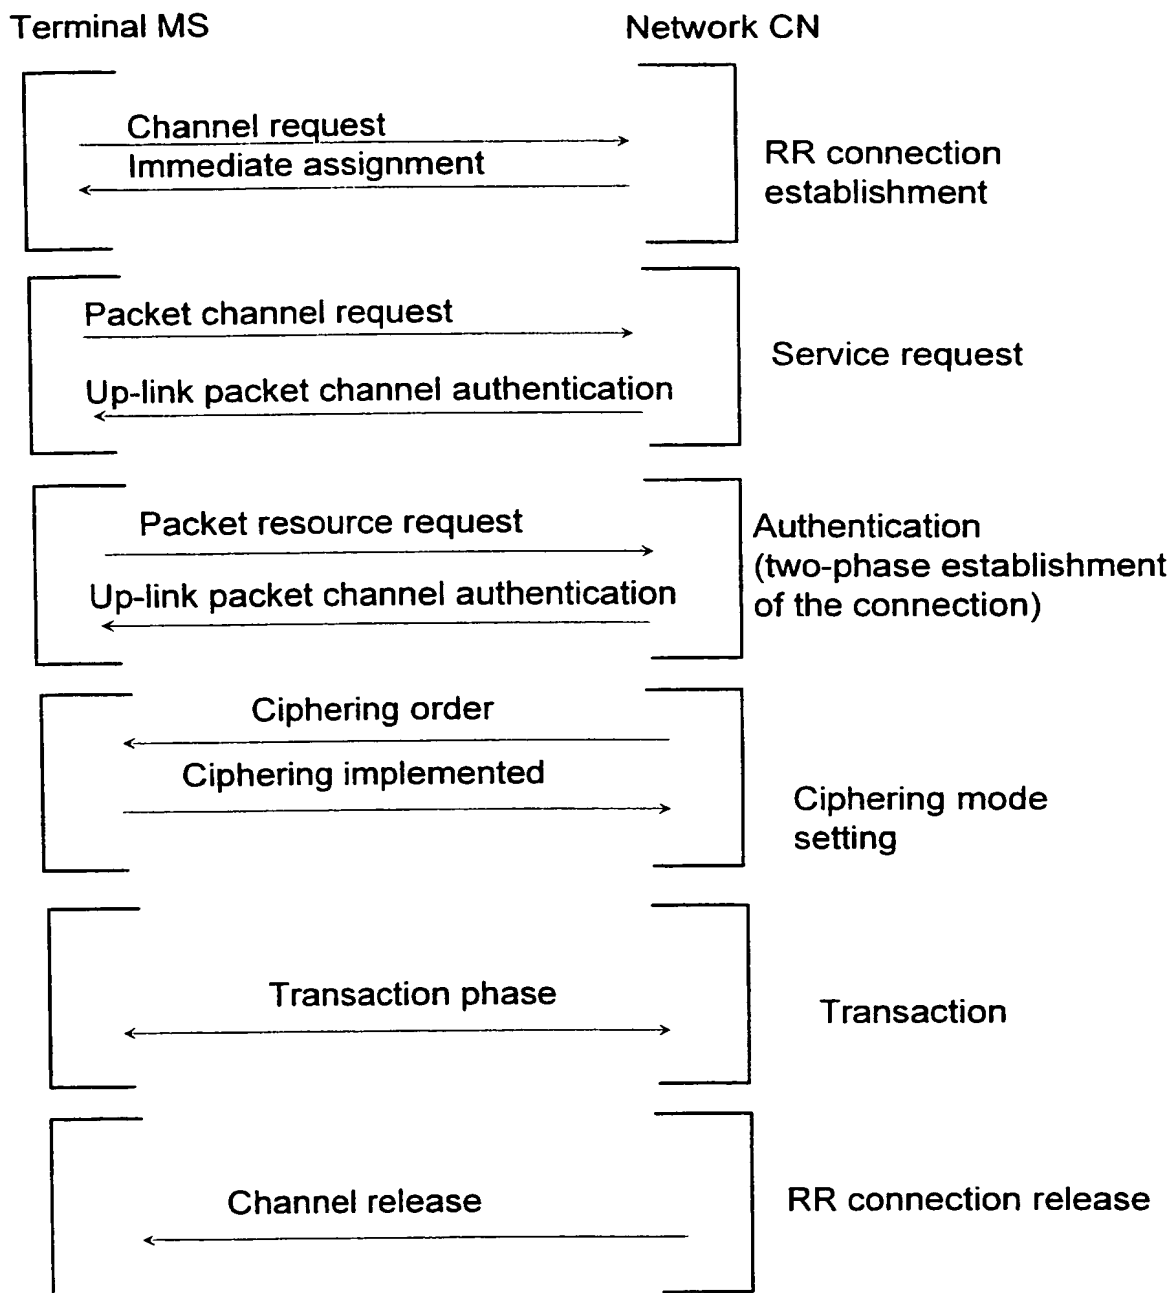 Terminal MS
Network CN
Channel request
Immediate assignment
RR connection
establishment
Packet channel request
Up-link packet channel authentication
Service request
Packet resource request
Up-link packet channel authentication
Authentication
(two-phase establishment
of the connection)
Ciphering order
Ciphering implemented
Ciphering mode
setting
Transaction phase
Transaction
Channel release
RR connection release